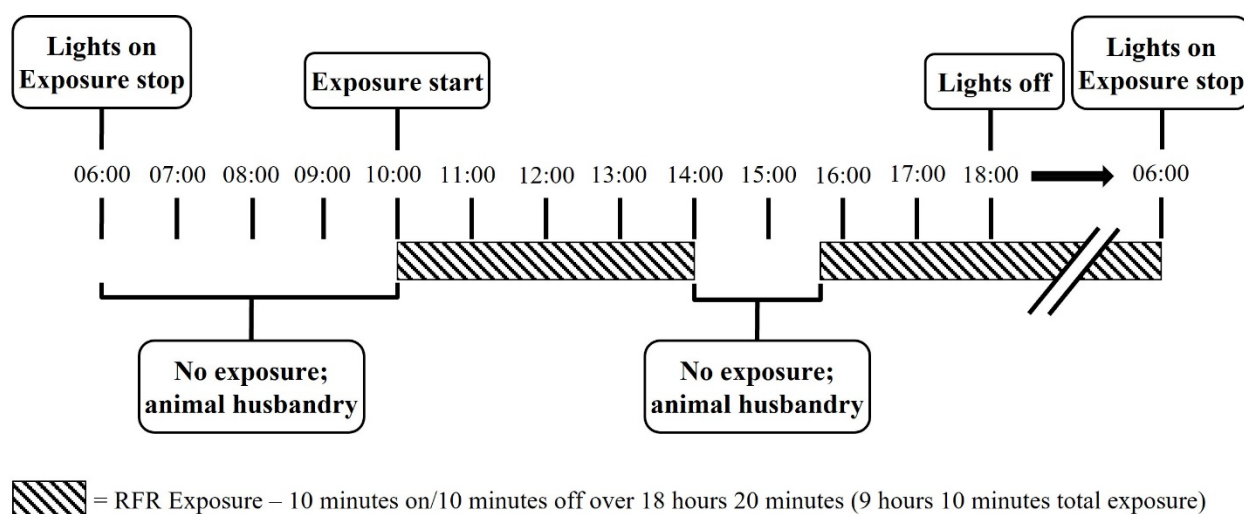 Lights on
Exposure stop
Exposure start
Lights off
Lights on
Exposure stop
06:00 07:00 08:00 09:00 10:00 11:00 12:00 13:00 14:00 15:00 16:00 17:00 18:00 06:00
No exposure;
animal husbandry
No exposure;
animal husbandry
= RFR Exposure – 10 minutes on/10 minutes off over 18 hours 20 minutes (9 hours 10 minutes total exposure)